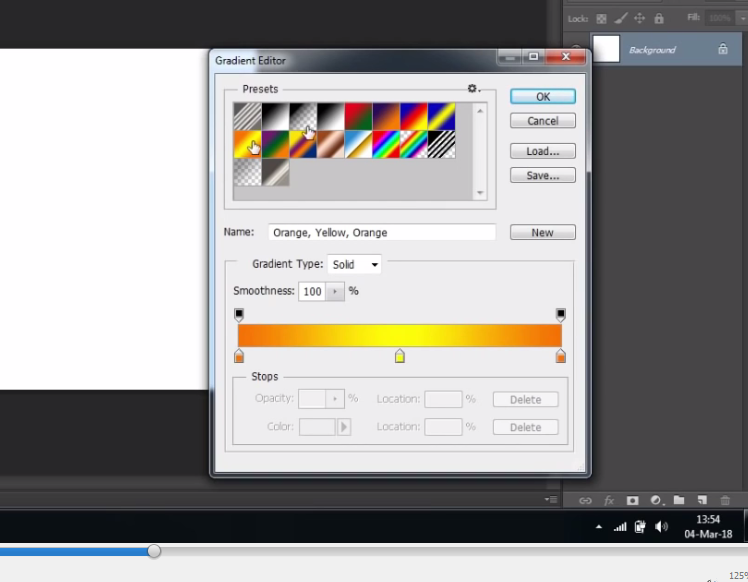 Lock:
Fill: 100%
Background
Gradient Editor
Presets
OK
Cancel
Load...
Save...
Name: Orange, Yellow, Orange
New
Gradient Type: Solid
Smoothness: 100 %
Stops
Opacity: % Location: % Delete
Color: Location: % Delete
fx
13:54
04-Mar-18
125%